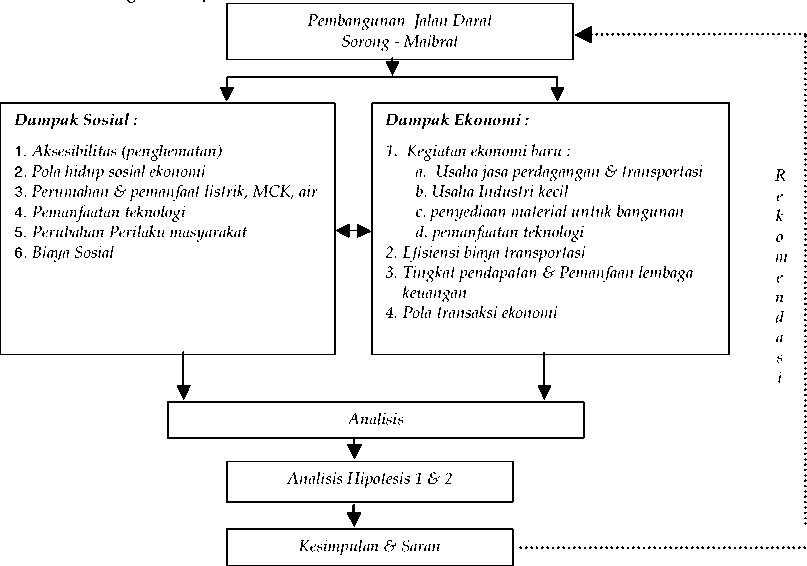 Pembangunan Jalan Darat
Sorong - Maibrat
Dampak Sosial :
1. Aksesibilitas (penghematan)
2. Pola hidup sosial ekonomi
3. Perumahan & pemanfaat listrik, MCK, air
4. Pemanfaatan teknologi
5. Perubahan Perilaku masyarakat
6. Biaya Sosial
Dampak Ekonomi :
1. Kegiatan ekonomi baru :
a. Usaha jasa perdagangan & transportasi
b. Usaha Industri kecil
c. penyediaan material untuk bangunan
d. pemanfaatan teknologi
2. Efisiensi biaya transportasi
3. Tingkat pendapatan & Pemanfaan lembaga
keuangan
4. Pola transaksi ekonomi
Rekomendasi
Analisis
Analisis Hipotesis 1 & 2
Kesimpulan & Saran